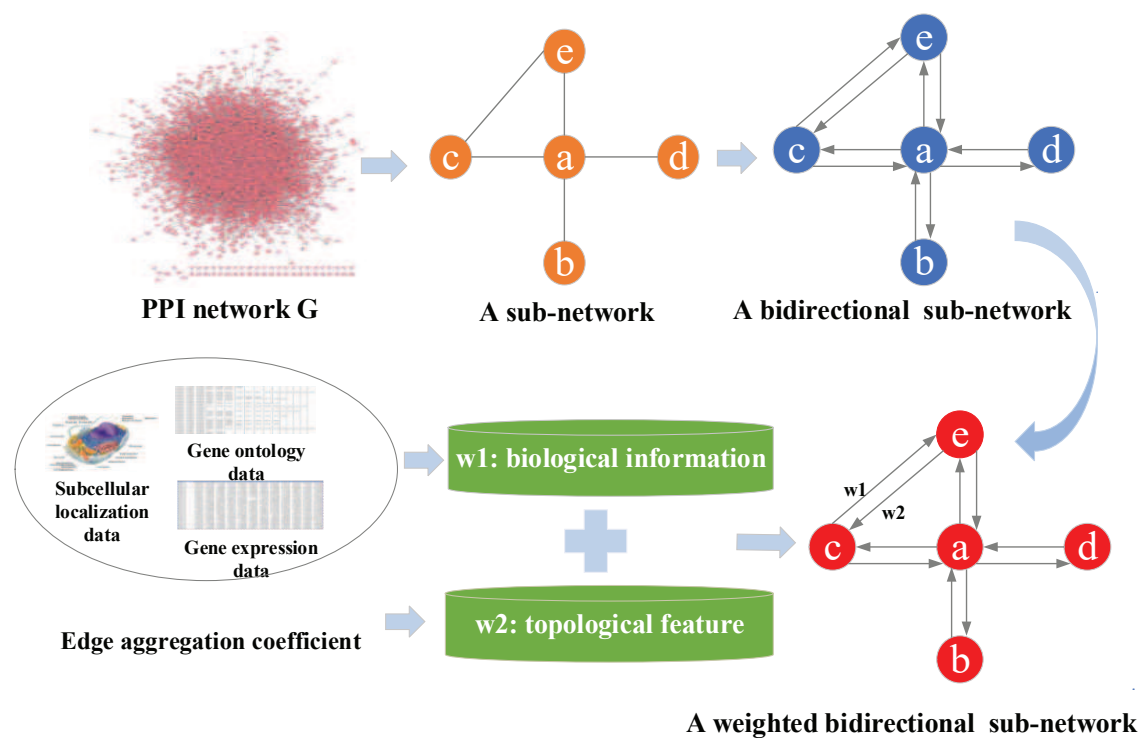 e
c
a
d
b
e
c
a
d
b
PPI network G
A sub-network
A bidirectional sub-network
Gene ontology
data
Subcellular
localization
data
Gene expression
data
w1: biological information
Edge aggregation coefficient
w2: topological feature
e
w1
w2
c
a
d
b
A weighted bidirectional sub-network